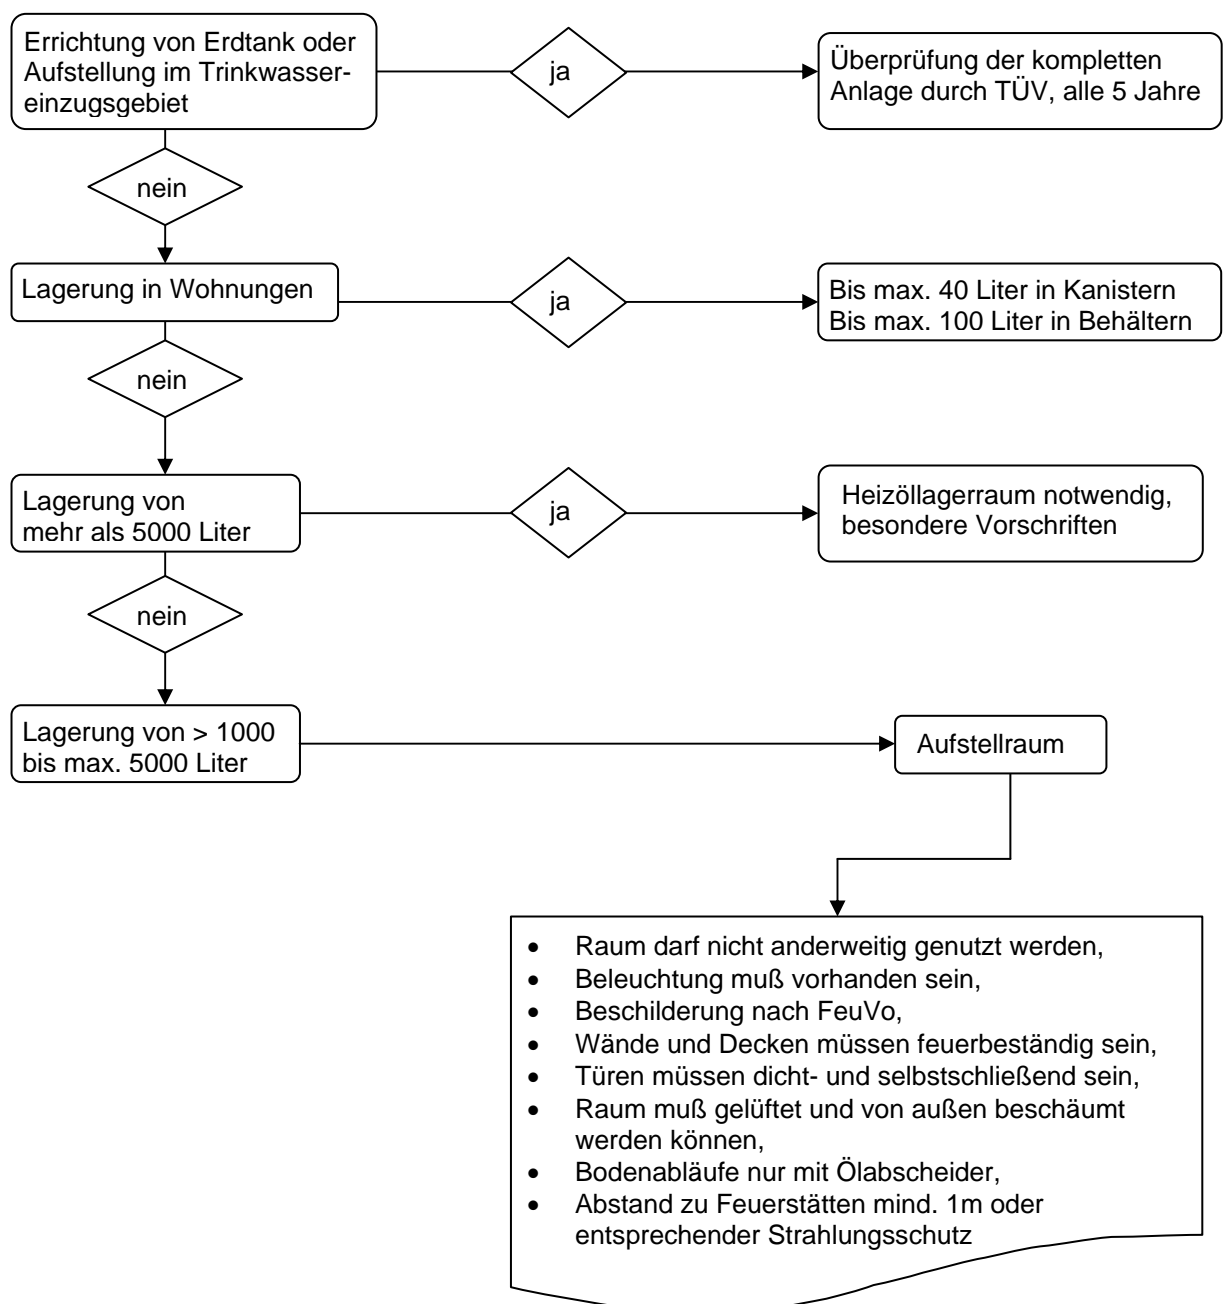 Errichtung von Erdtank oder
Aufstellung im Trinkwasser-
einzugsgebiet
ja
Überprüfung der kompletten
Anlage durch TÜV, alle 5 Jahre
nein
Lagerung in Wohnungen
ja
Bis max. 40 Liter in Kanistern
Bis max. 100 Liter in Behältern
nein
Lagerung von
mehr als 5000 Liter
ja
Heizöllagerraum notwendig,
besondere Vorschriften
nein
Lagerung von > 1000
bis max. 5000 Liter
Aufstellraum
• Raum darf nicht anderweitig genutzt werden,
• Beleuchtung muß vorhanden sein,
• Beschilderung nach FeuVo,
• Wände und Decken müssen feuerbeständig sein,
• Türen müssen dicht- und selbstschließend sein,
• Raum muß gelüftet und von außen beschäumt
werden können,
• Bodenabläufe nur mit Ölabscheider,
• Abstand zu Feuerstätten mind. 1m oder
entsprechender Strahlungsschutz